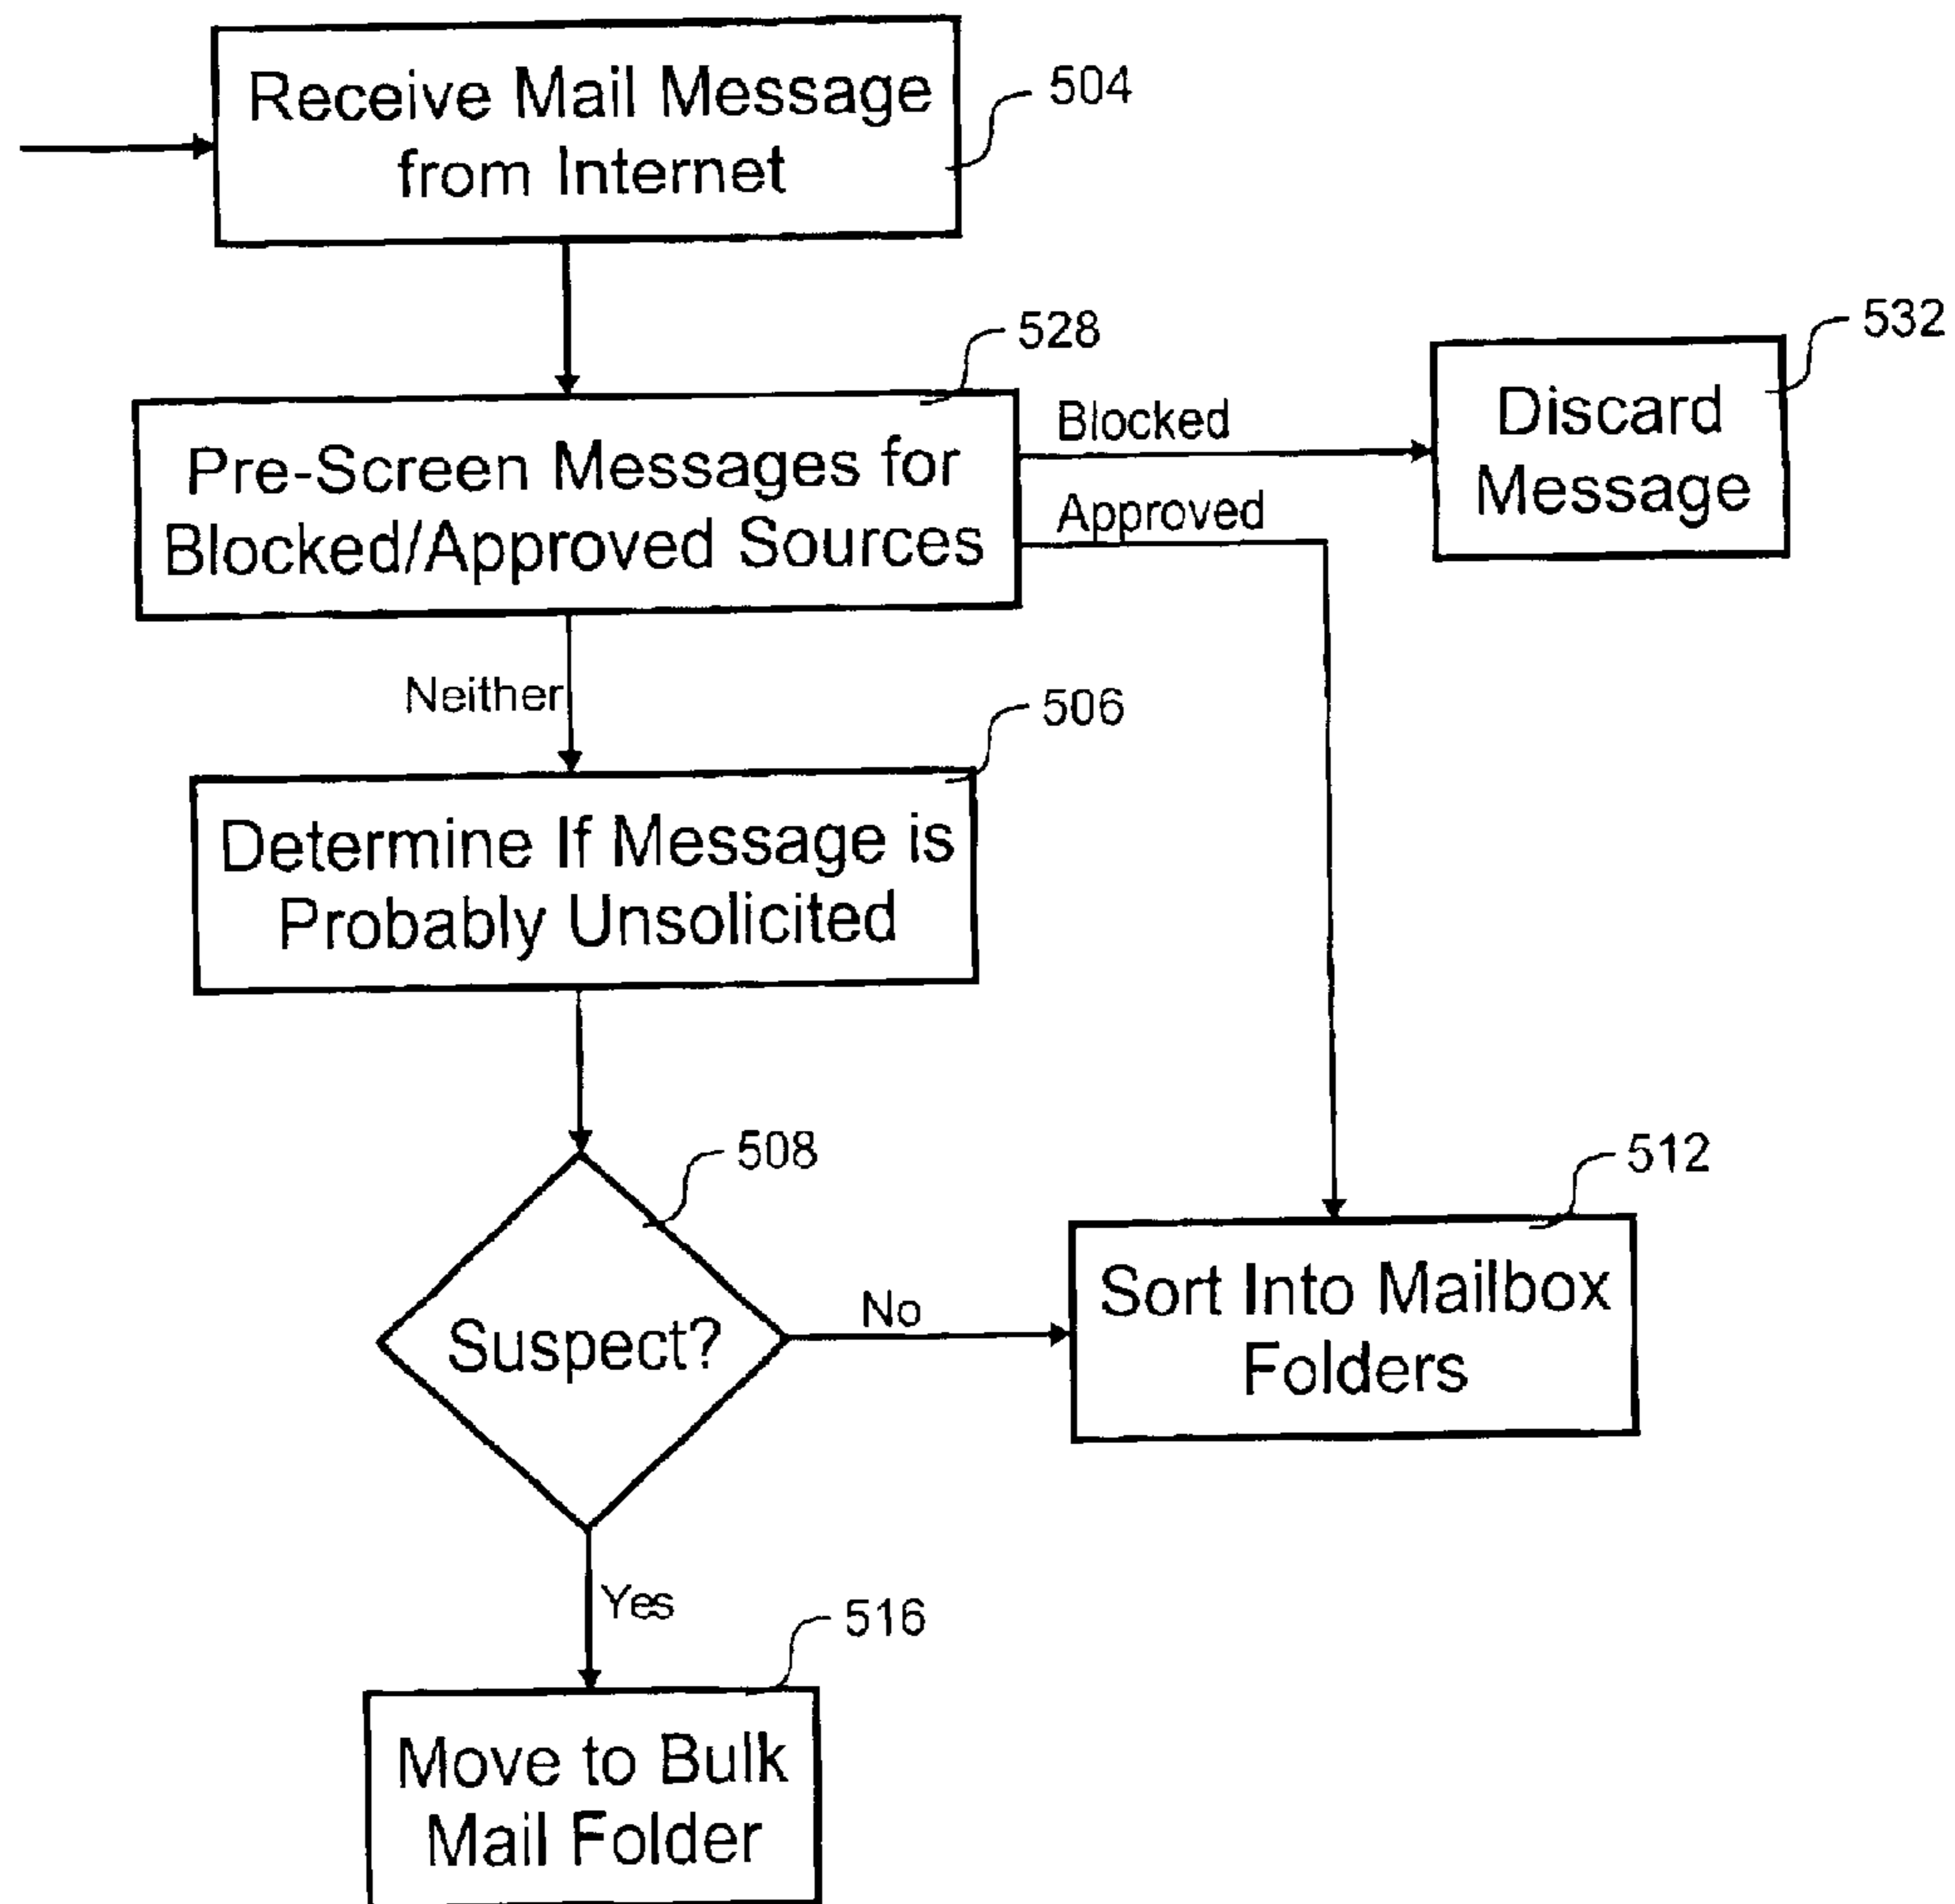 Receive Mail Message
from Internet
504
528
Pre-Screen Messages for
Blocked/Approved Sources
Blocked
Approved
532
Discard
Message
Neither
506
Determine If Message is
Probably Unsolicited
508
Suspect?
No
512
Sort Into Mailbox
Folders
Yes
516
Move to Bulk
Mail Folder